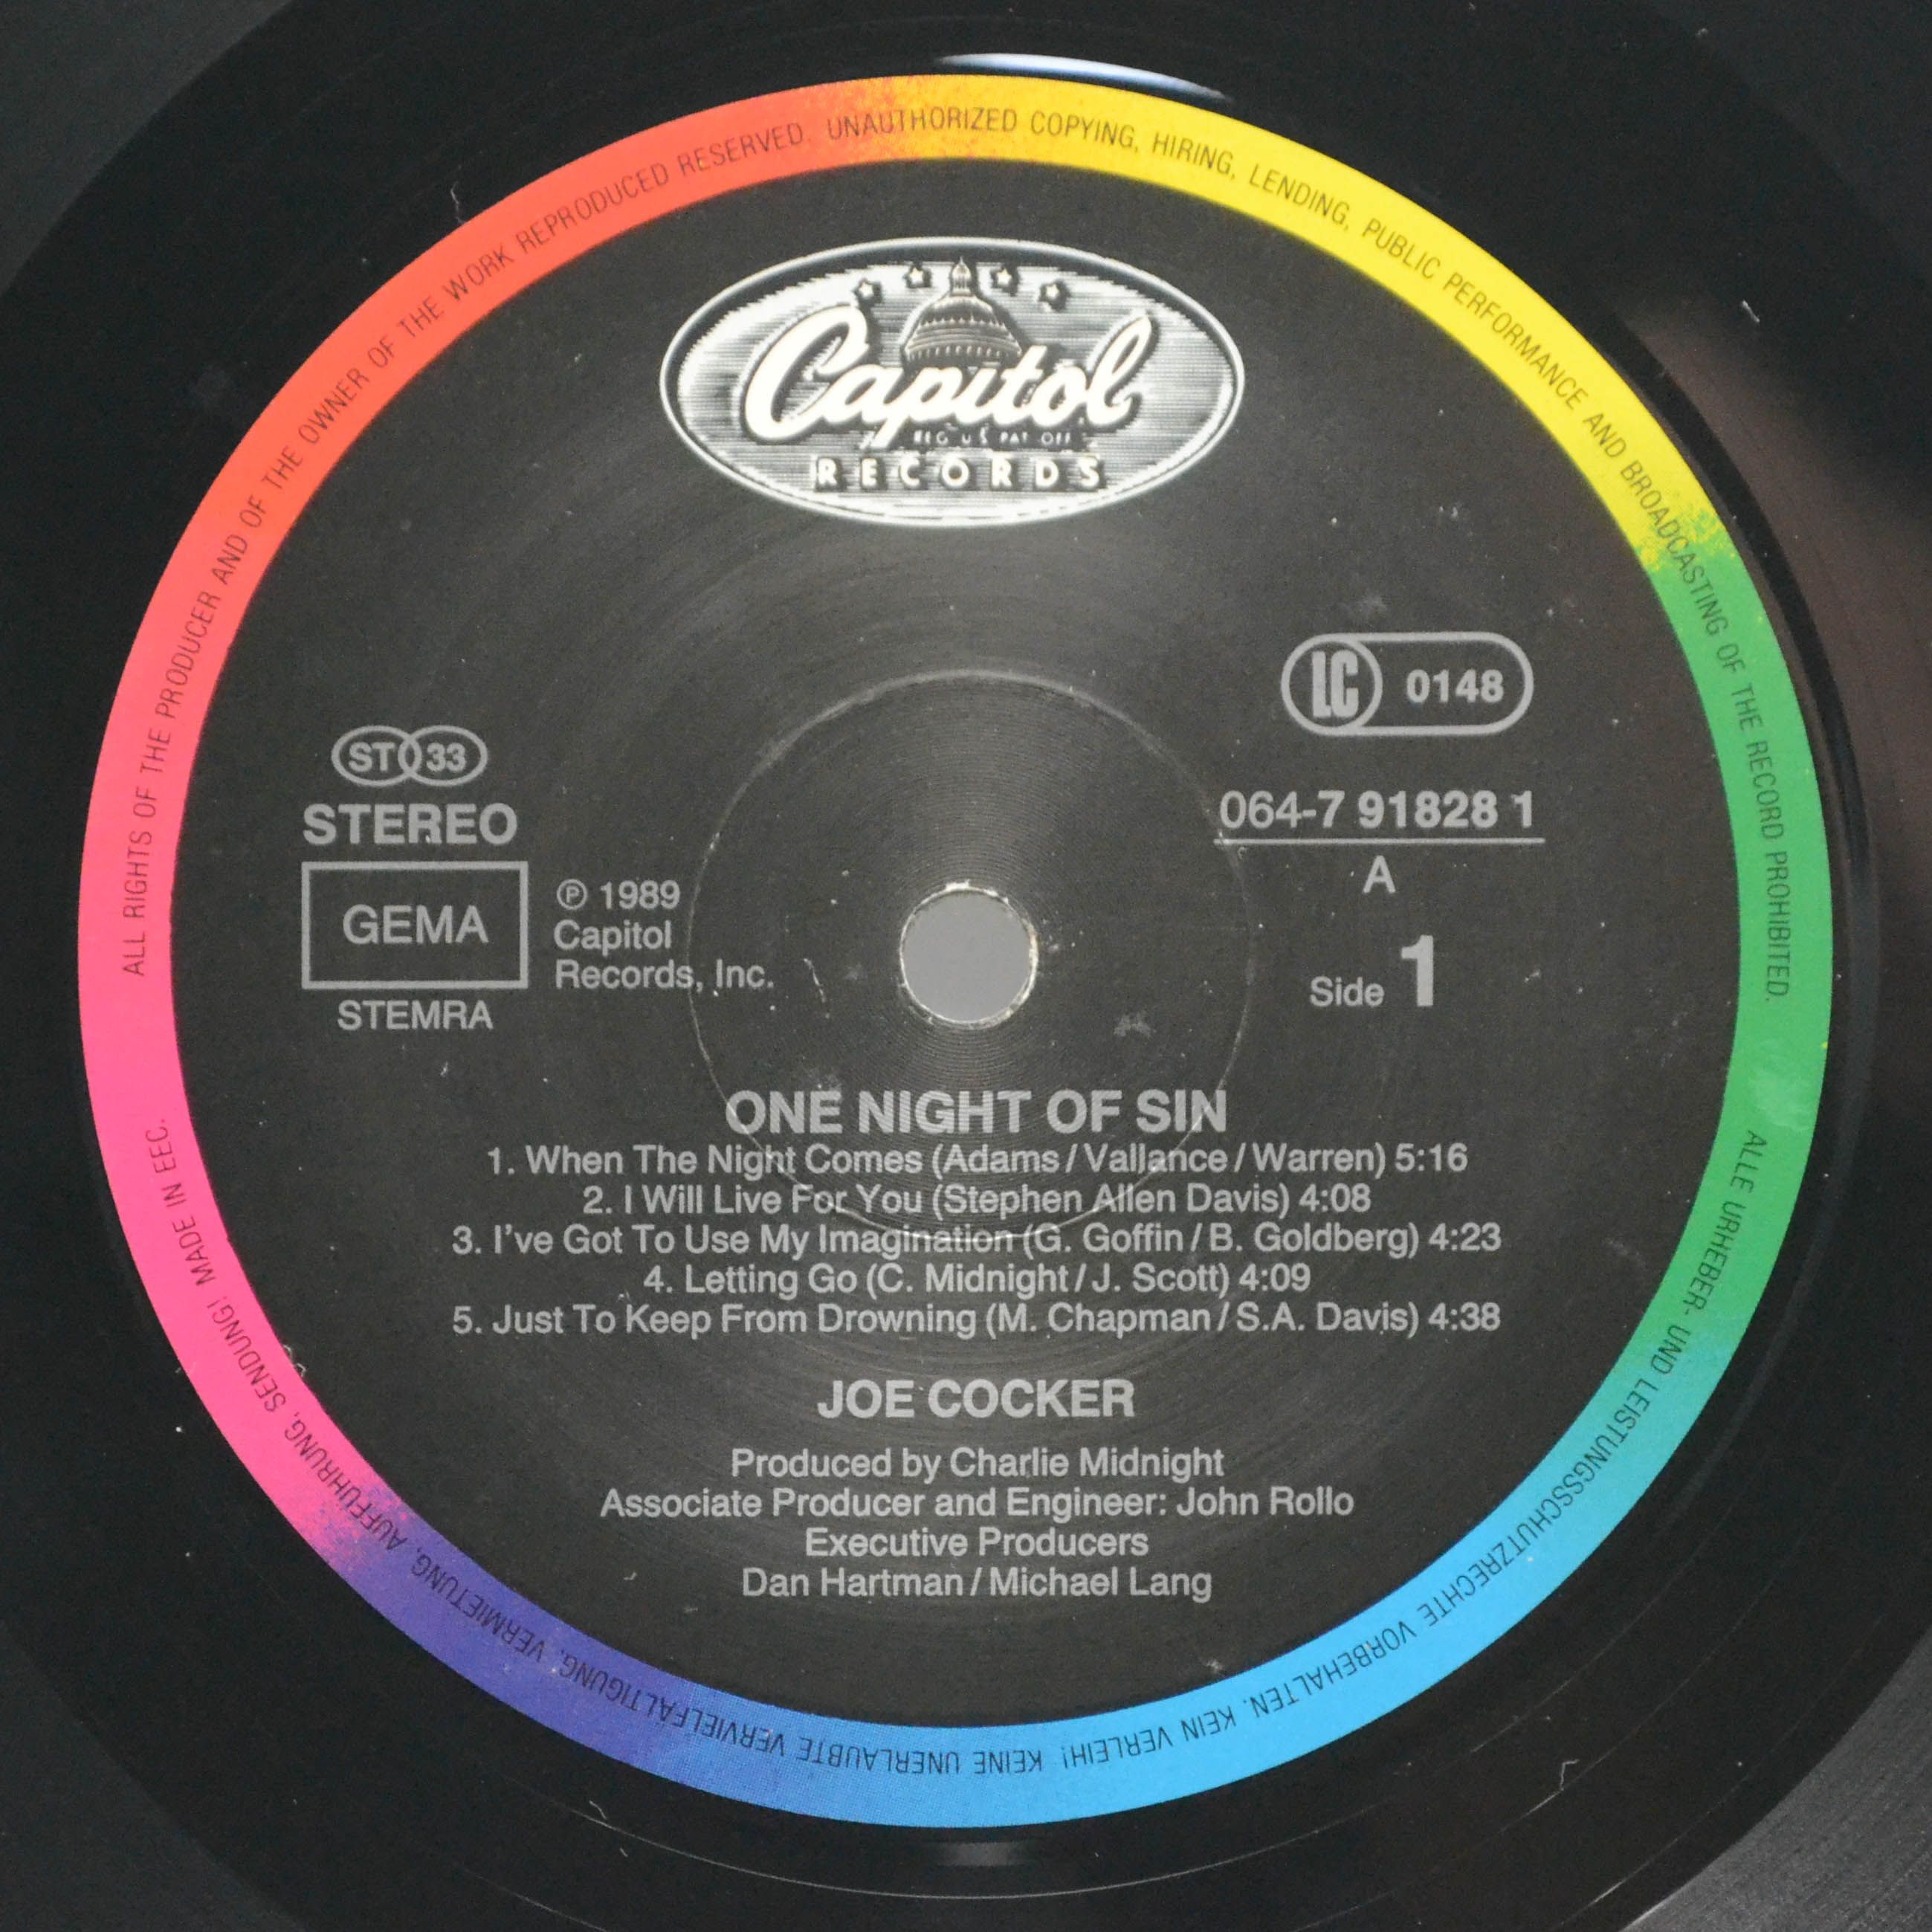 ALL RIGHTS OF THE PRODUCER AND OF THE OWNER OF THE WORK REPRODUCED RESERVED. UNAUTHORIZED COPYING, HIRING, LENDING, PUBLIC PERFORMANCE AND BROADCASTING OF THE RECORD PROHIBITED.
Capitol
REG US PAT OFF
RECORDS
LC 0148
ST 33
STEREO
GEMA
STEMRA
℗ 1989
Capitol
Records, Inc.
064-7 91828 1
A
Side 1
ONE NIGHT OF SIN
1. When The Night Comes (Adams/Vallance/Warren) 5:16
2. I Will Live For You (Stephen Allen Davis) 4:08
3. I've Got To Use My Imagination (G. Goffin/B. Goldberg) 4:23
4. Letting Go (C. Midnight/J. Scott) 4:09
5. Just To Keep From Drowning (M. Chapman/S.A. Davis) 4:38
JOE COCKER
Produced by Charlie Midnight
Associate Producer and Engineer: John Rollo
Executive Producers
Dan Hartman/Michael Lang
ALLE URHEBER- UND LEISTUNGSSCHUTZRECHTE VORBEHALTEN. KEIN VERLEIH! KEINE UNERLAUBTE VERVIELFÄLTIGUNG, VERMIETUNG, AUFFÜHRUNG, SENDUNG! MADE IN EEC.